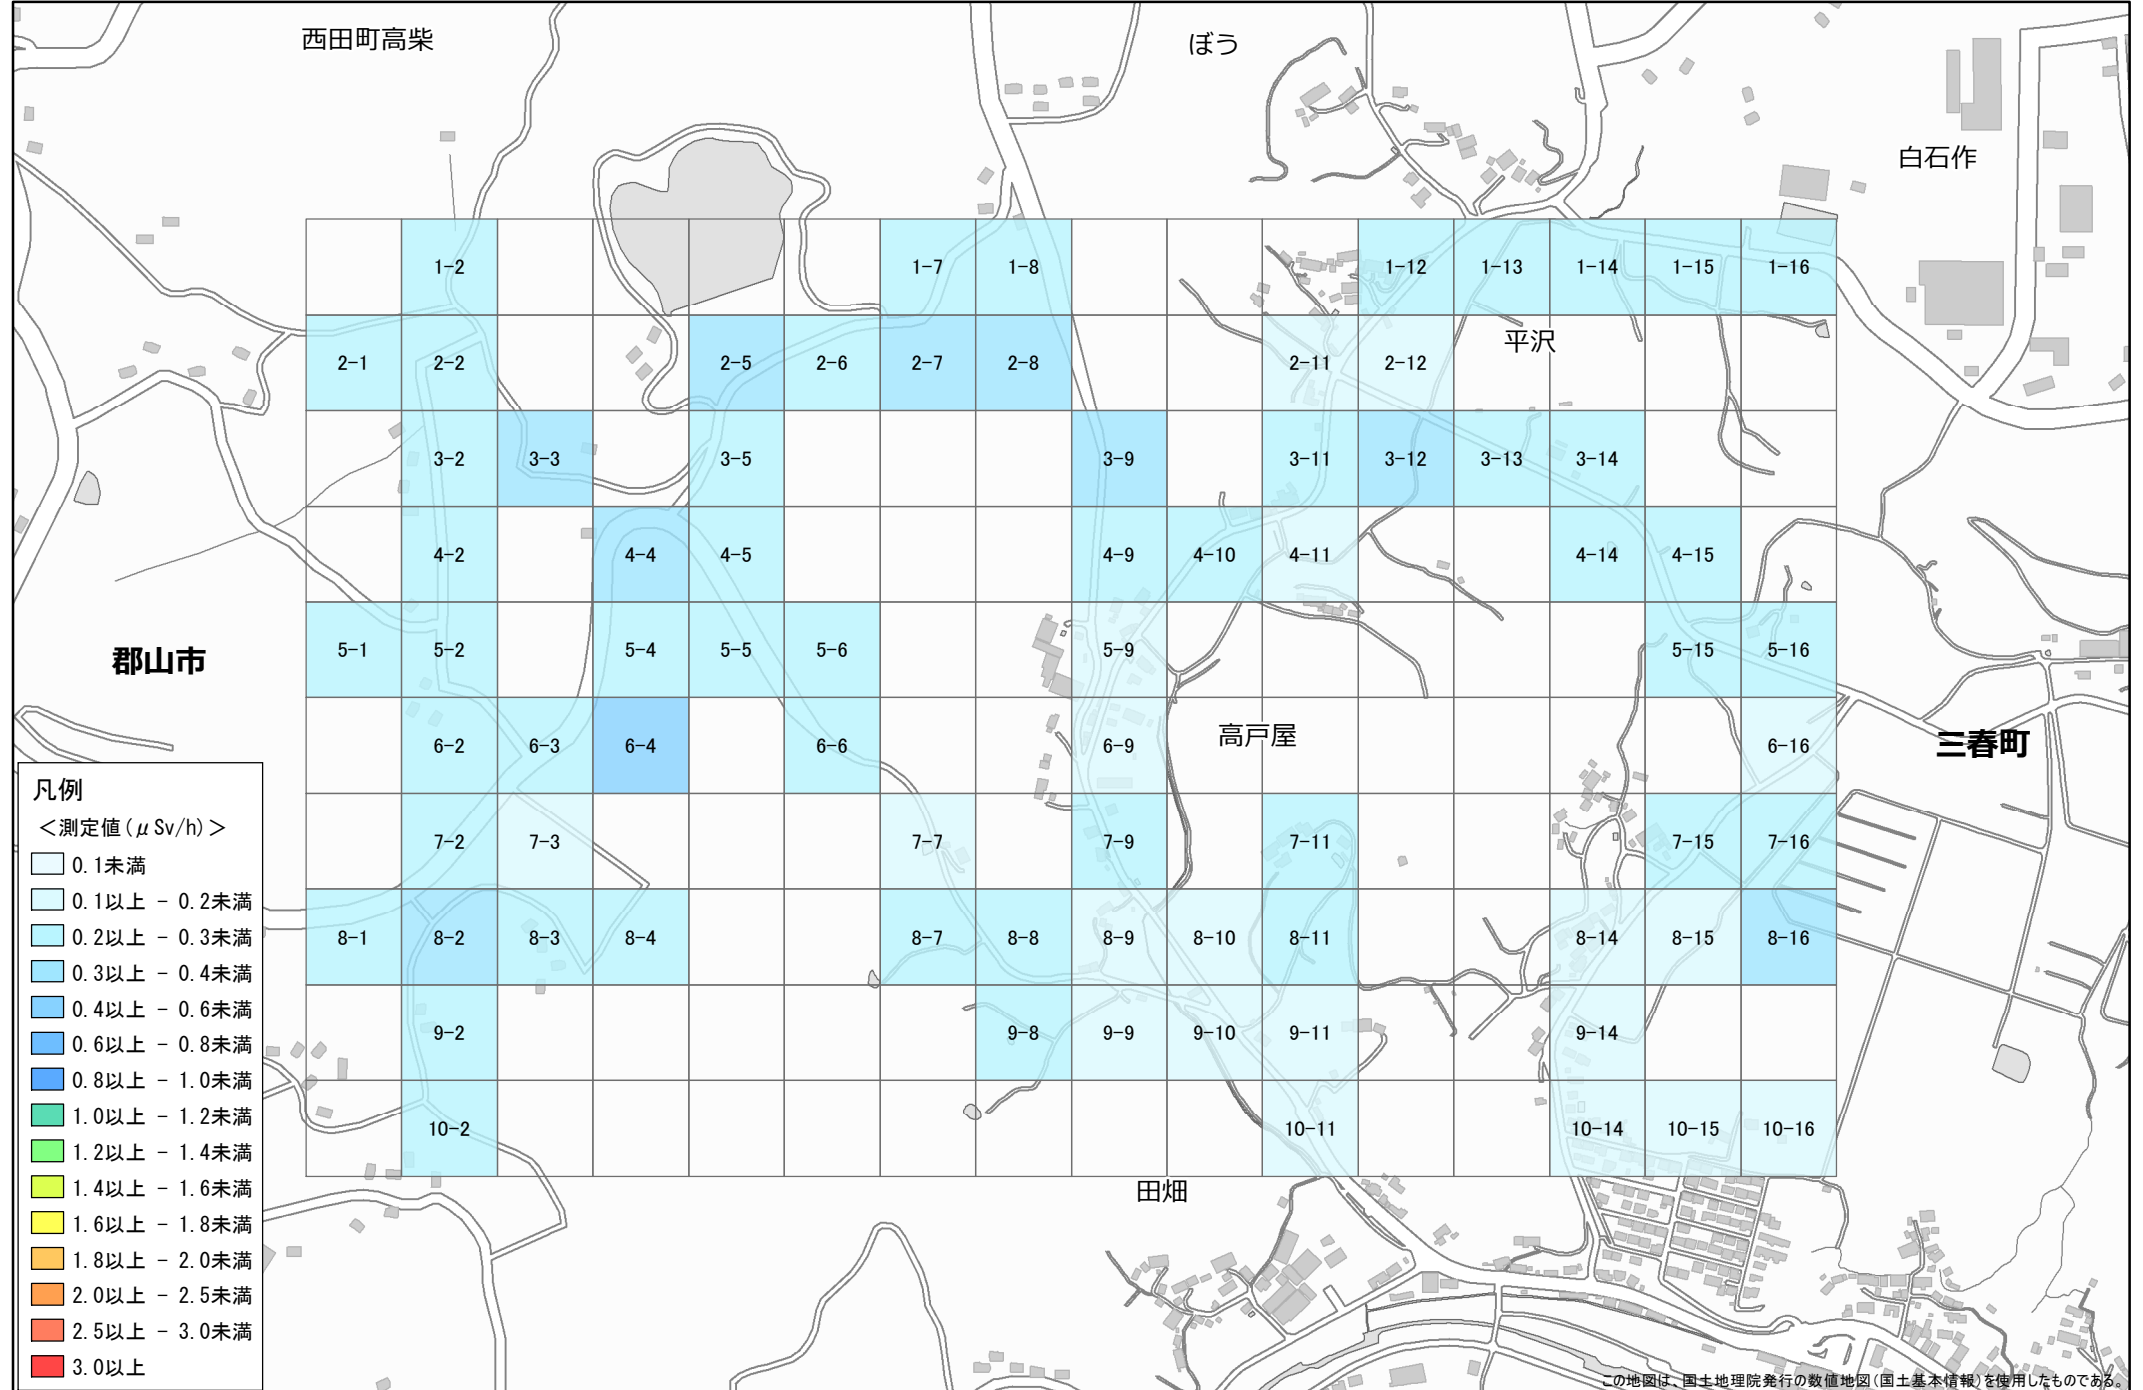 西田町高柴
ぼう
白石作
1-2
1-7
1-8
1-12
1-13
1-14
1-15
1-16
平沢
2-1
2-2
2-5
2-6
2-7
2-8
2-11
2-12
3-2
3-3
3-5
3-9
3-11
3-12
3-13
3-14
4-2
4-4
4-5
4-9
4-10
4-11
4-14
4-15
郡山市
5-1
5-2
5-4
5-5
5-6
5-9
5-15
5-16
高戸屋
三春町
6-2
6-3
6-4
6-6
6-9
6-16
7-2
7-3
7-7
7-9
7-11
7-15
7-16
8-1
8-2
8-3
8-4
8-7
8-8
8-9
8-10
8-11
8-14
8-15
8-16
9-2
9-8
9-9
9-10
9-11
9-14
10-2
10-11
10-14
10-15
10-16
田畑
凡例
＜測定値(μSv/h)＞
0.1未満
0.1以上 - 0.2未満
0.2以上 - 0.3未満
0.3以上 - 0.4未満
0.4以上 - 0.6未満
0.6以上 - 0.8未満
0.8以上 - 1.0未満
1.0以上 - 1.2未満
1.2以上 - 1.4未満
1.4以上 - 1.6未満
1.6以上 - 1.8未満
1.8以上 - 2.0未満
2.0以上 - 2.5未満
2.5以上 - 3.0未満
3.0以上
この地図は、国土地理院発行の数値地図(国土基本情報)を使用したものである。